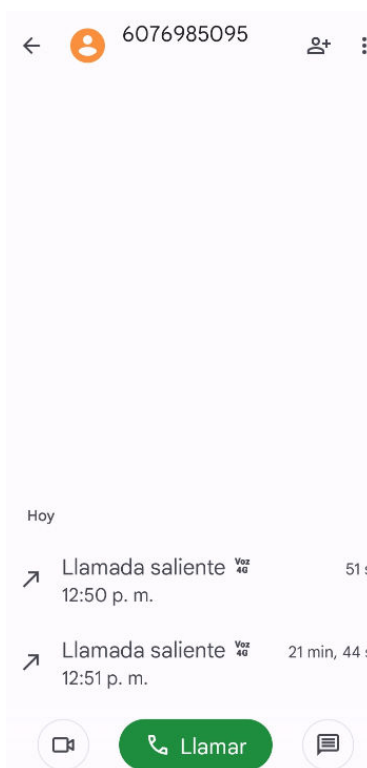 6076985095
Hoy
Llamada saliente Voz 4G
51 s
12:50 p. m.
Llamada saliente Voz 4G
21 min, 44 s
12:51 p. m.
Llamar